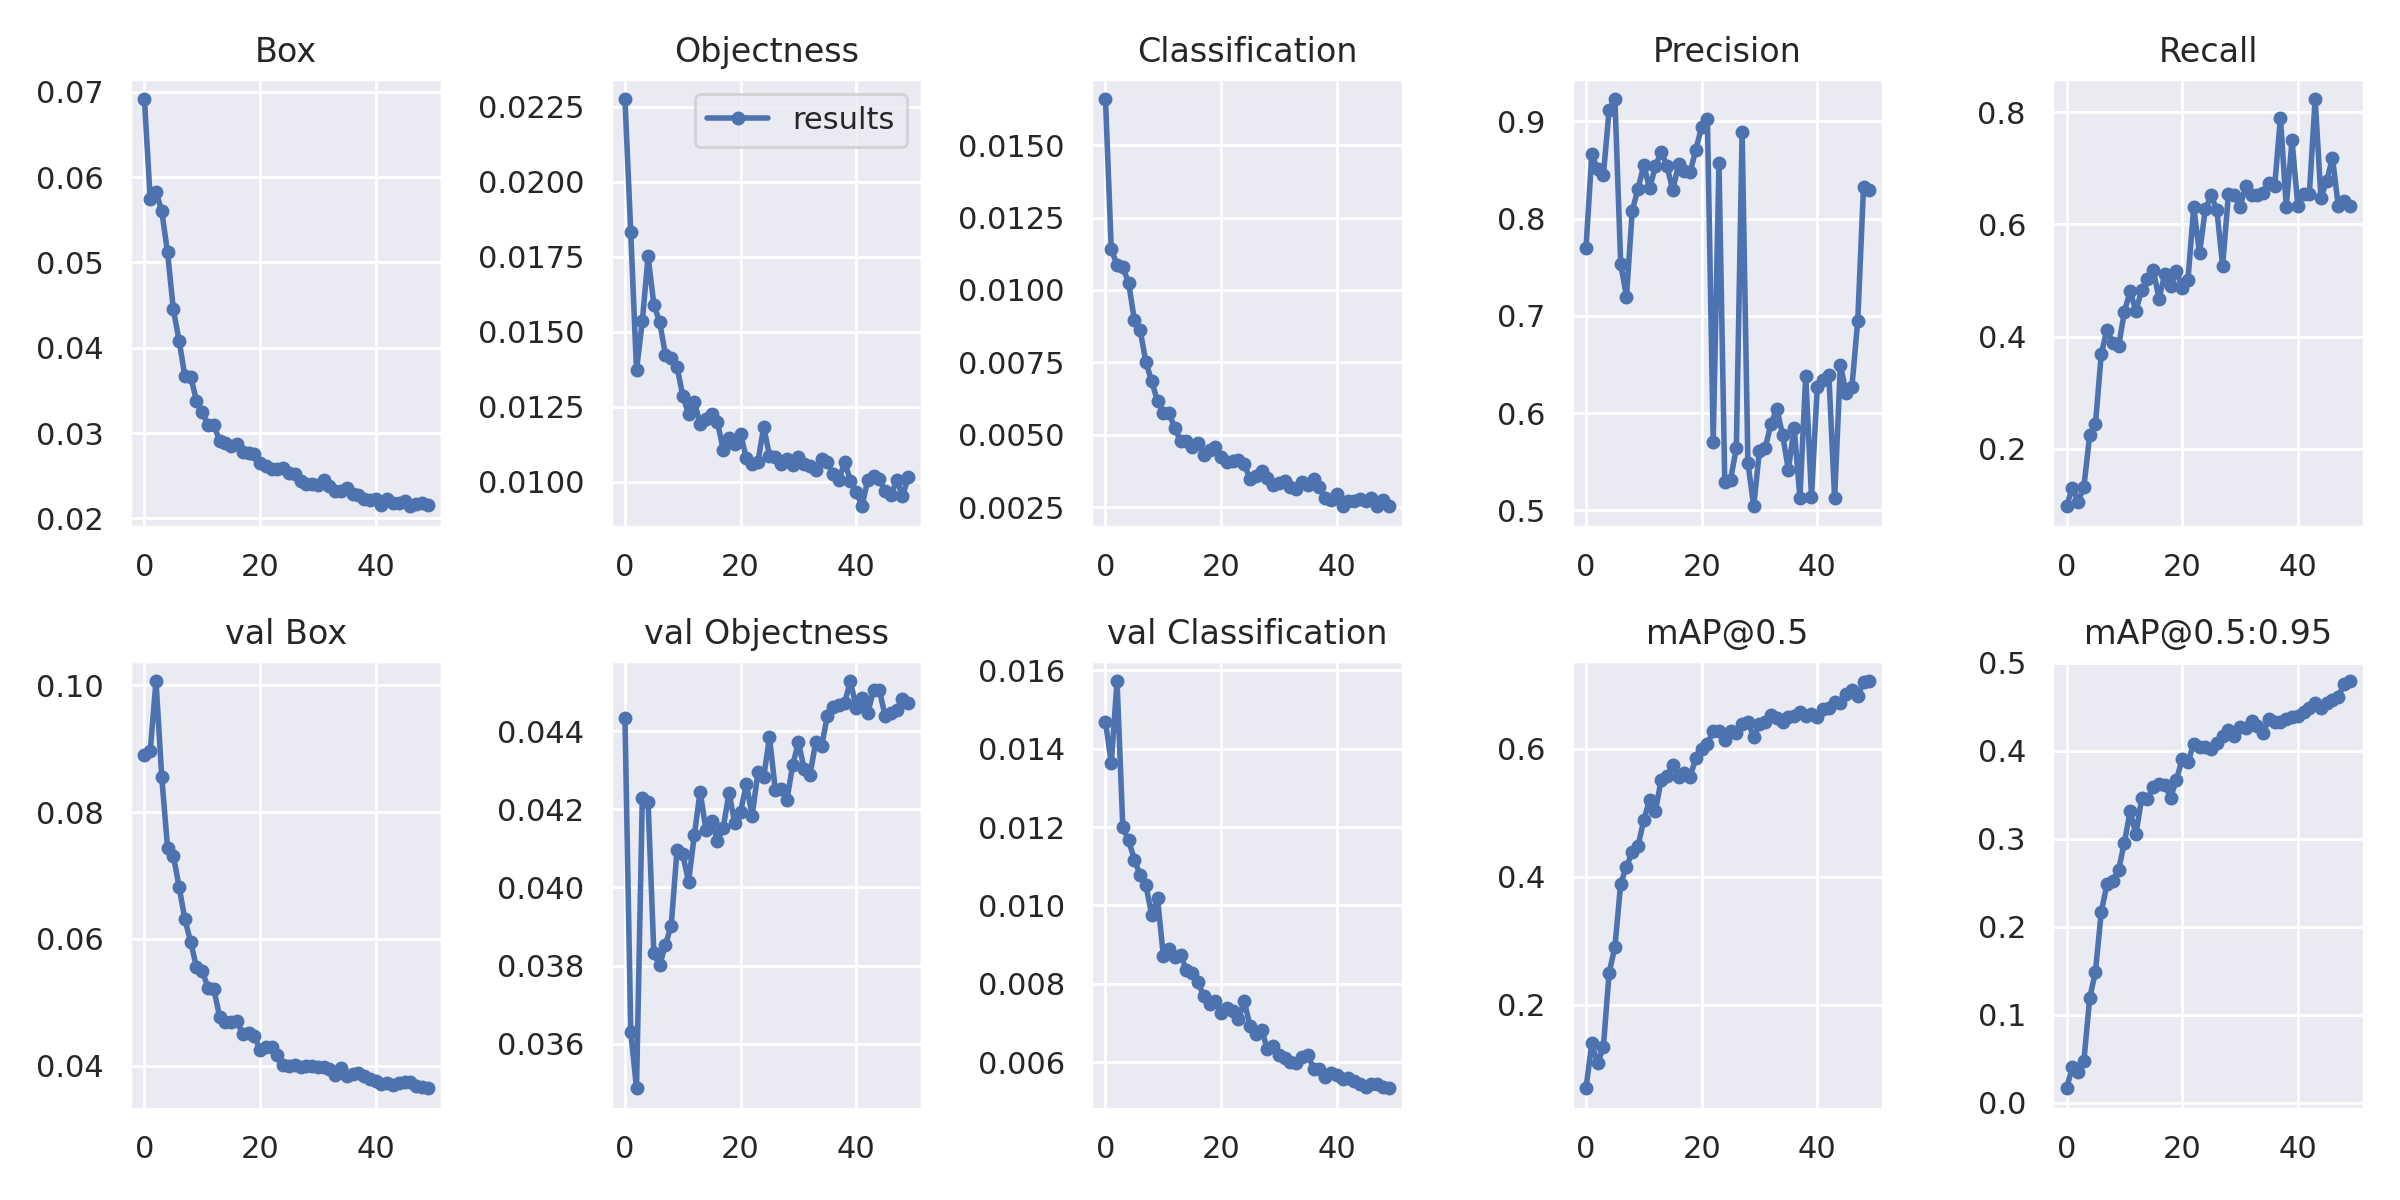 Box
0.07
0.06
0.05
0.04
0.03
0.02
0 20 40
Objectness
results
0.0225
0.0200
0.0175
0.0150
0.0125
0.0100
0 20 40
Classification
0.0150
0.0125
0.0100
0.0075
0.0050
0.0025
0 20 40
Precision
0.9
0.8
0.7
0.6
0.5
0 20 40
Recall
0.8
0.6
0.4
0.2
0 20 40
val Box
0.10
0.08
0.06
0.04
0 20 40
val Objectness
0.044
0.042
0.040
0.038
0.036
0 20 40
val Classification
0.016
0.014
0.012
0.010
0.008
0.006
0 20 40
mAP@0.5
0.6
0.4
0.2
0 20 40
mAP@0.5:0.95
0.5
0.4
0.3
0.2
0.1
0.0
0 20 40